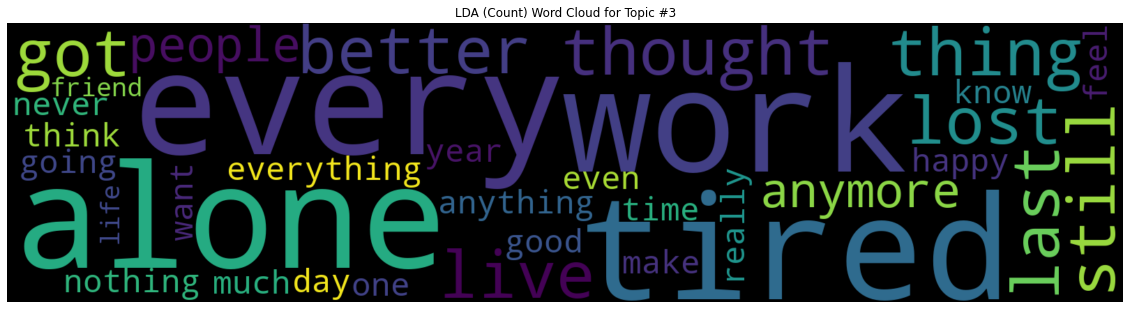 LDA (Count) Word Cloud for Topic #3
got people better thought thing feel
friend every work know
never lost
think
going everything year happy
alone life want anything even time really anymore last still
good tired
nothing much day one live make